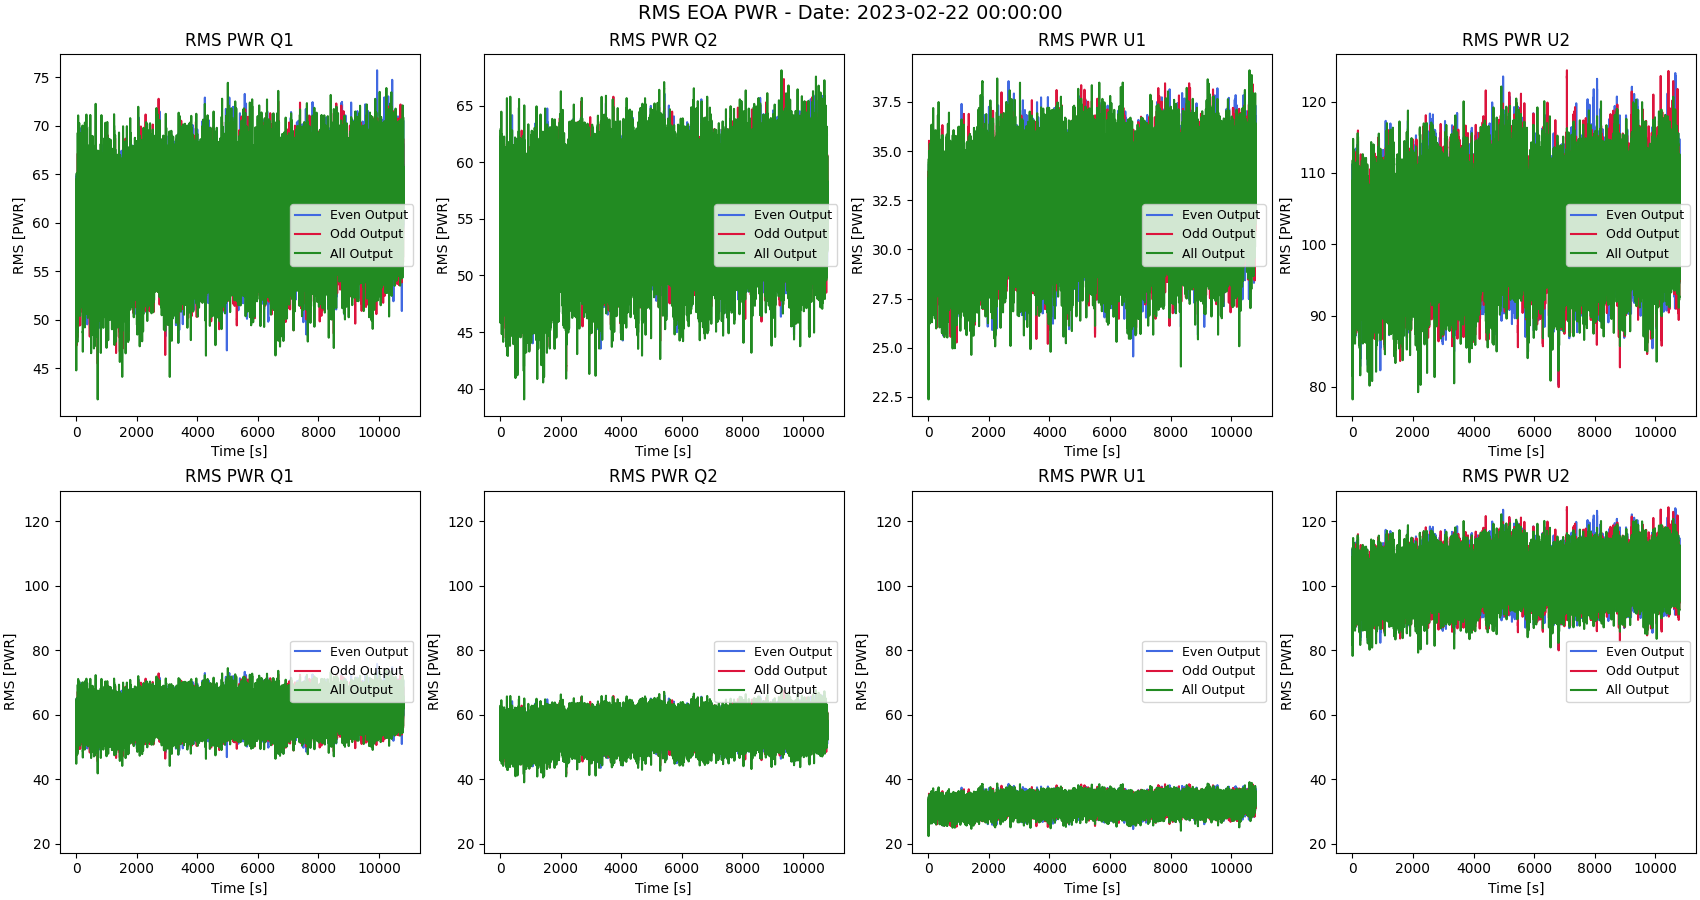 RMS EOA PWR - Date: 2023-02-22 00:00:00
RMS PWR Q1
RMS [PWR]
75
70
65
60
55
50
45
Even Output
Odd Output
All Output
0 2000 4000 6000 8000 10000
Time [s]
RMS PWR Q2
RMS [PWR]
65
60
55
50
45
40
Even Output
Odd Output
All Output
0 2000 4000 6000 8000 10000
Time [s]
RMS PWR U1
RMS [PWR]
37.5
35.0
32.5
30.0
27.5
25.0
22.5
Even Output
Odd Output
All Output
0 2000 4000 6000 8000 10000
Time [s]
RMS PWR U2
RMS [PWR]
120
110
100
90
80
Even Output
Odd Output
All Output
0 2000 4000 6000 8000 10000
Time [s]
RMS PWR Q1
RMS [PWR]
120
100
80
60
40
20
Even Output
Odd Output
All Output
0 2000 4000 6000 8000 10000
Time [s]
RMS PWR Q2
RMS [PWR]
120
100
80
60
40
20
Even Output
Odd Output
All Output
0 2000 4000 6000 8000 10000
Time [s]
RMS PWR U1
RMS [PWR]
120
100
80
60
40
20
Even Output
Odd Output
All Output
0 2000 4000 6000 8000 10000
Time [s]
RMS PWR U2
RMS [PWR]
120
100
80
60
40
20
Even Output
Odd Output
All Output
0 2000 4000 6000 8000 10000
Time [s]